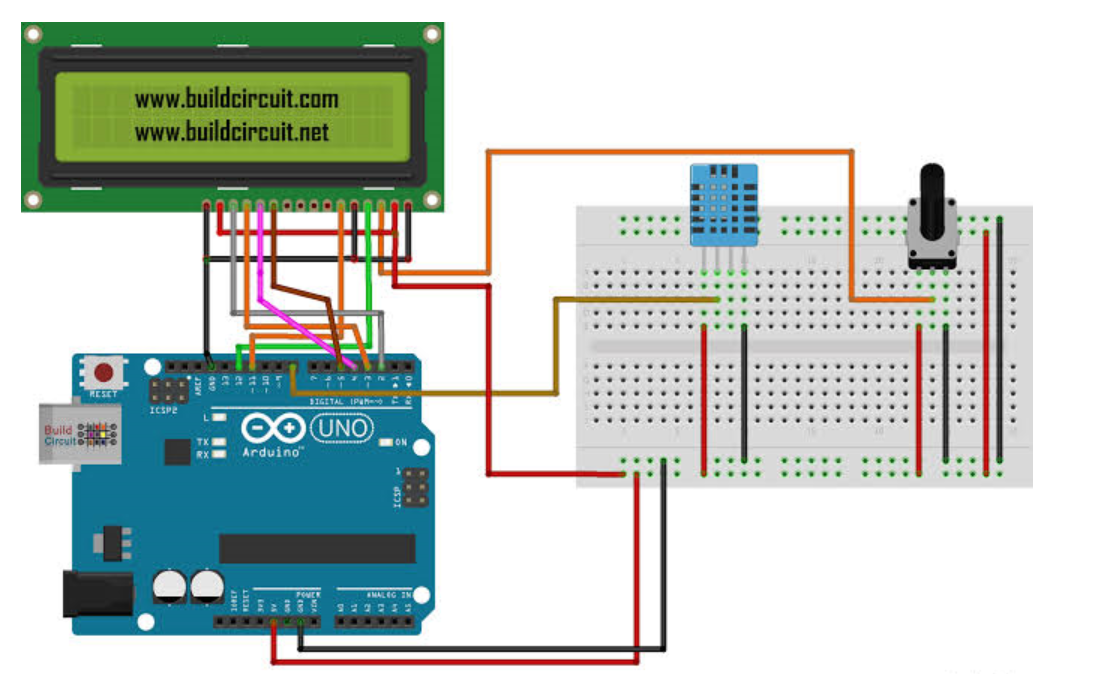 www.buildcircuit.com
www.buildcircuit.net
RESET
ICSP2
AREF
GND
13
12
~11
~10
~9
7
~6
~5
4
~3
2
TX
RX
DIGITAL (PWM~)
L
TX
RX
UNO
Arduino
ON
Build
Circuit
1
ICSP
POWER
ANALOG IN
IOREF
RESET
3V3
5V
GND
GND
VIN
A0
A1
A2
A3
A4
A5